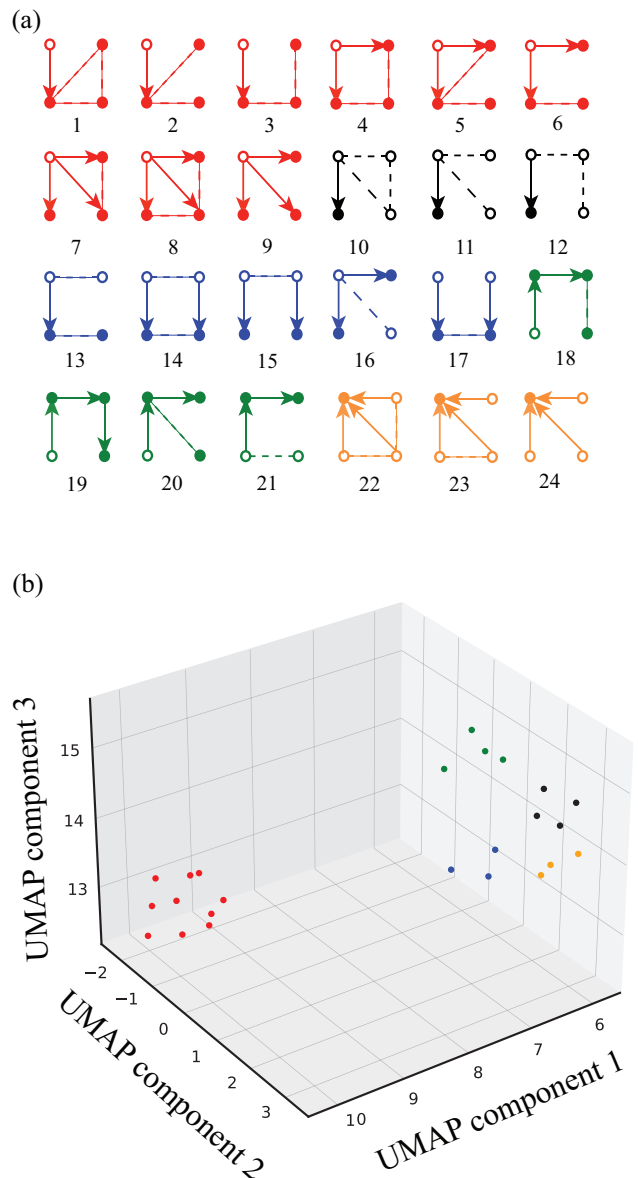 (a)
1 2 3 4 5 6
7 8 9 10 11 12
13 14 15 16 17 18
19 20 21 22 23 24
(b)
UMAP component 3
15
14
13
−2
−1
0
1
2
3
UMAP component 2
10
9
8
7
6
UMAP component 1